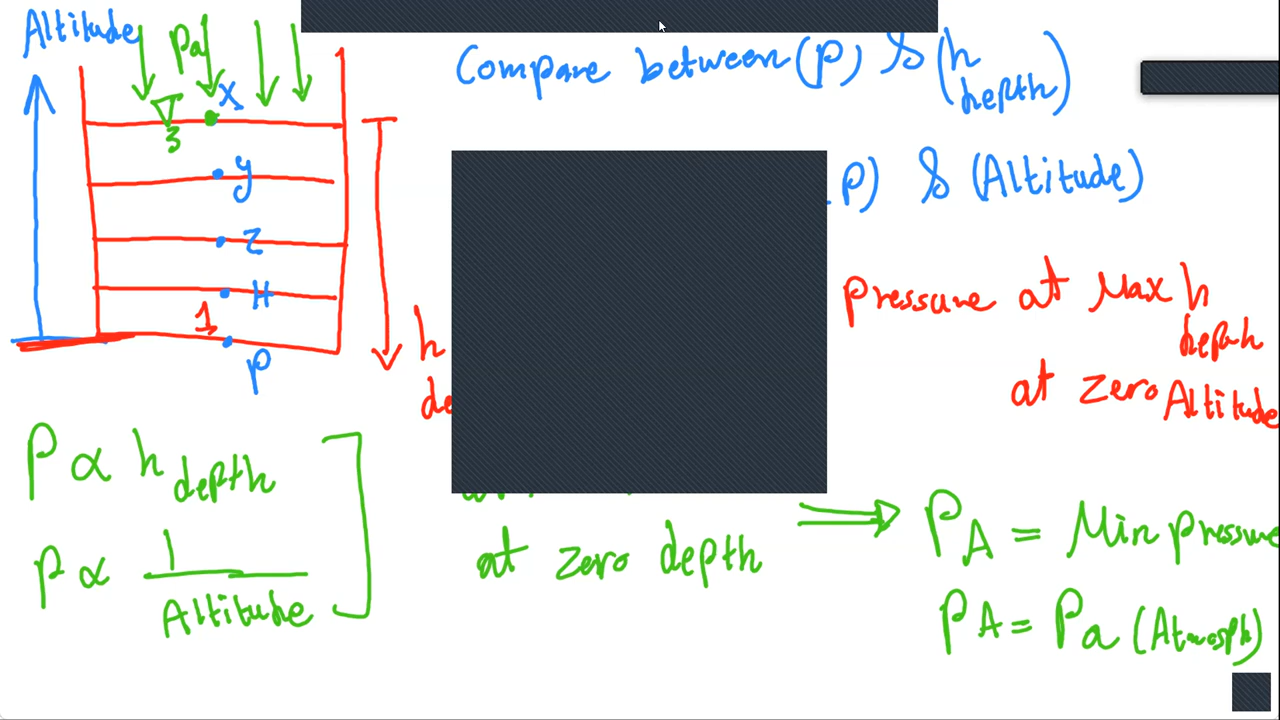 Altitude
Pa
X
3
y
z
H
1
P
h
Compare between (P) & (h depth)
P) & (Altitude)
Pressure at Max h
depth
at zero Altitude
P ∝ h depth
P ∝ 1 / Altitude
at zero depth
⇒ PA = Min pressure
PA = Pa (Atmosph)